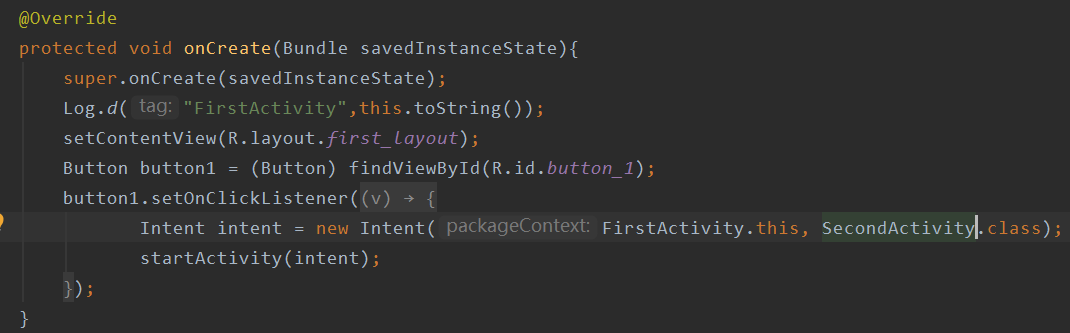 @Override
protected void onCreate(Bundle savedInstanceState){
super.onCreate(savedInstanceState);
Log.d( tag: "FirstActivity",this.toString());
setContentView(R.layout.first_layout);
Button button1 = (Button) findViewById(R.id.button_1);
button1.setOnClickListener((v) → {
Intent intent = new Intent( packageContext: FirstActivity.this, SecondActivity.class);
startActivity(intent);
});
}